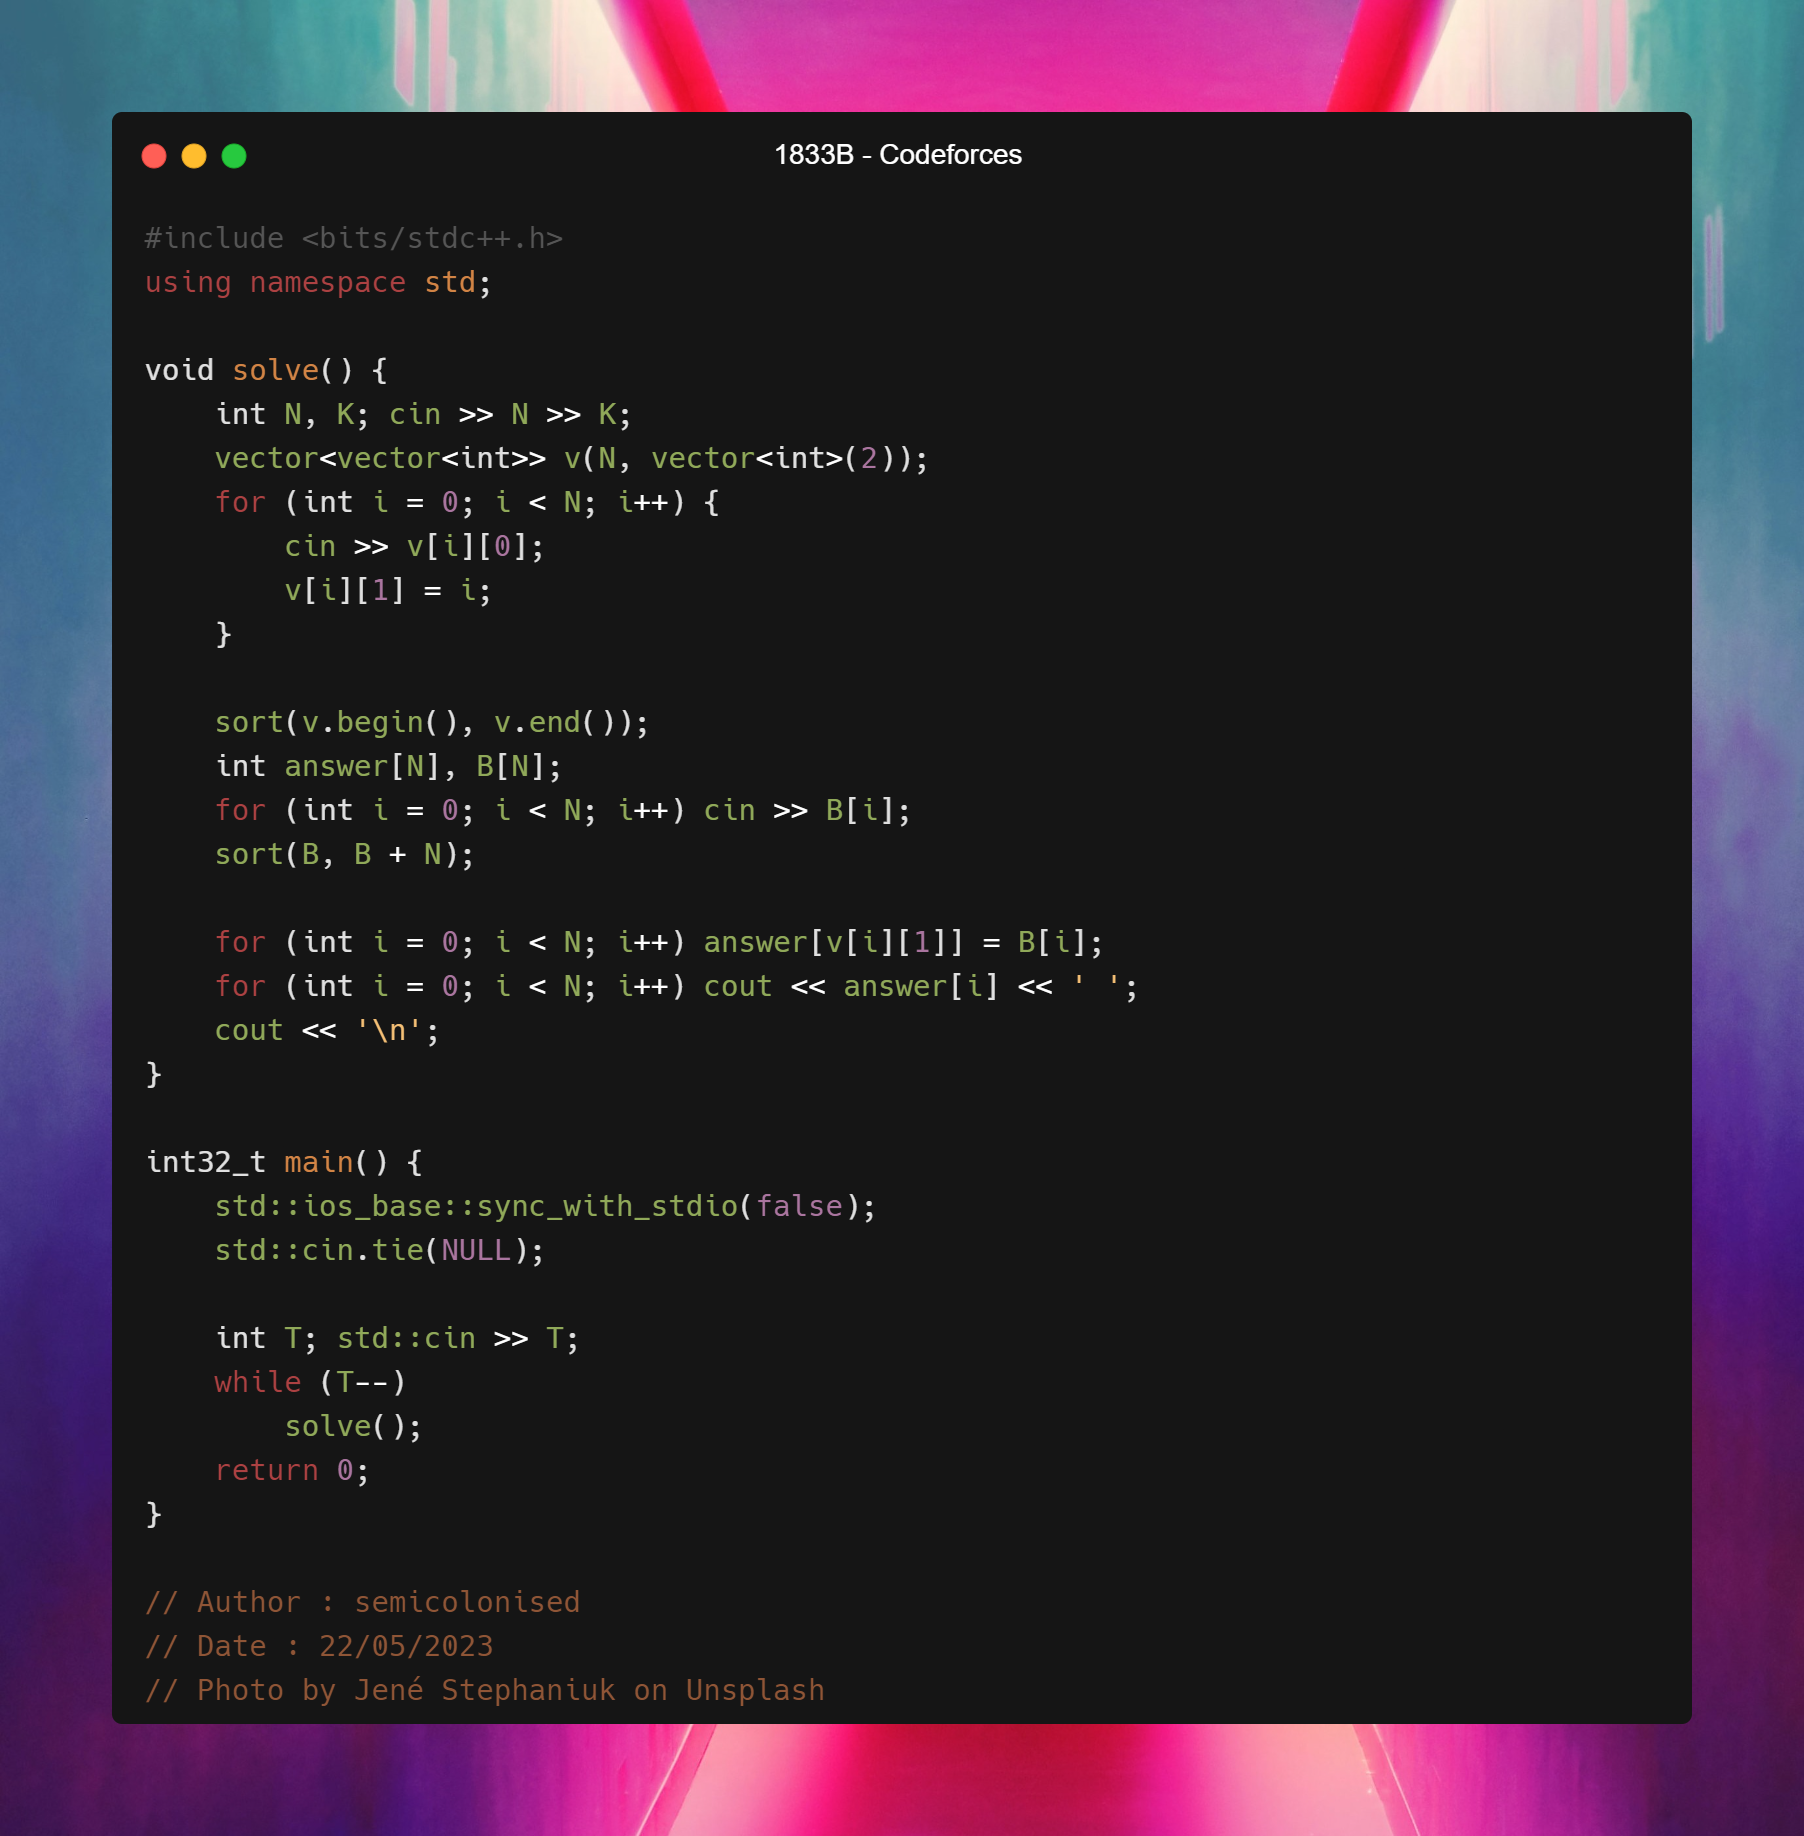 1833B - Codeforces
#include <bits/stdc++.h>
using namespace std;
void solve() {
    int N, K; cin >> N >> K;
    vector<vector<int>> v(N, vector<int>(2));
    for (int i = 0; i < N; i++) {
        cin >> v[i][0];
        v[i][1] = i;
    }
    sort(v.begin(), v.end());
    int answer[N], B[N];
    for (int i = 0; i < N; i++) cin >> B[i];
    sort(B, B + N);
    for (int i = 0; i < N; i++) answer[v[i][1]] = B[i];
    for (int i = 0; i < N; i++) cout << answer[i] << ' ';
    cout << '\n';
}
int32_t main() {
    std::ios_base::sync_with_stdio(false);
    std::cin.tie(NULL);
    int T; std::cin >> T;
    while (T--)
        solve();
    return 0;
}
// Author : semicolonised
// Date : 22/05/2023
// Photo by Jené Stephaniuk on Unsplash